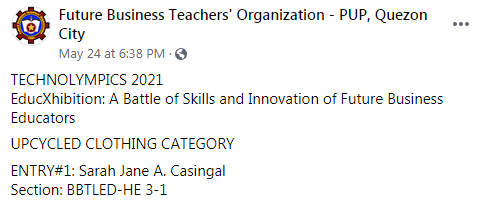 Future Business Teachers' Organization - PUP, Quezon
City
May 24 at 6:38 PM ·
TECHNOLYMPICS 2021
EducXhibition: A Battle of Skills and Innovation of Future Business
Educators
UPCYCLED CLOTHING CATEGORY
ENTRY#1: Sarah Jane A. Casingal
Section: BBTLED-HE 3-1